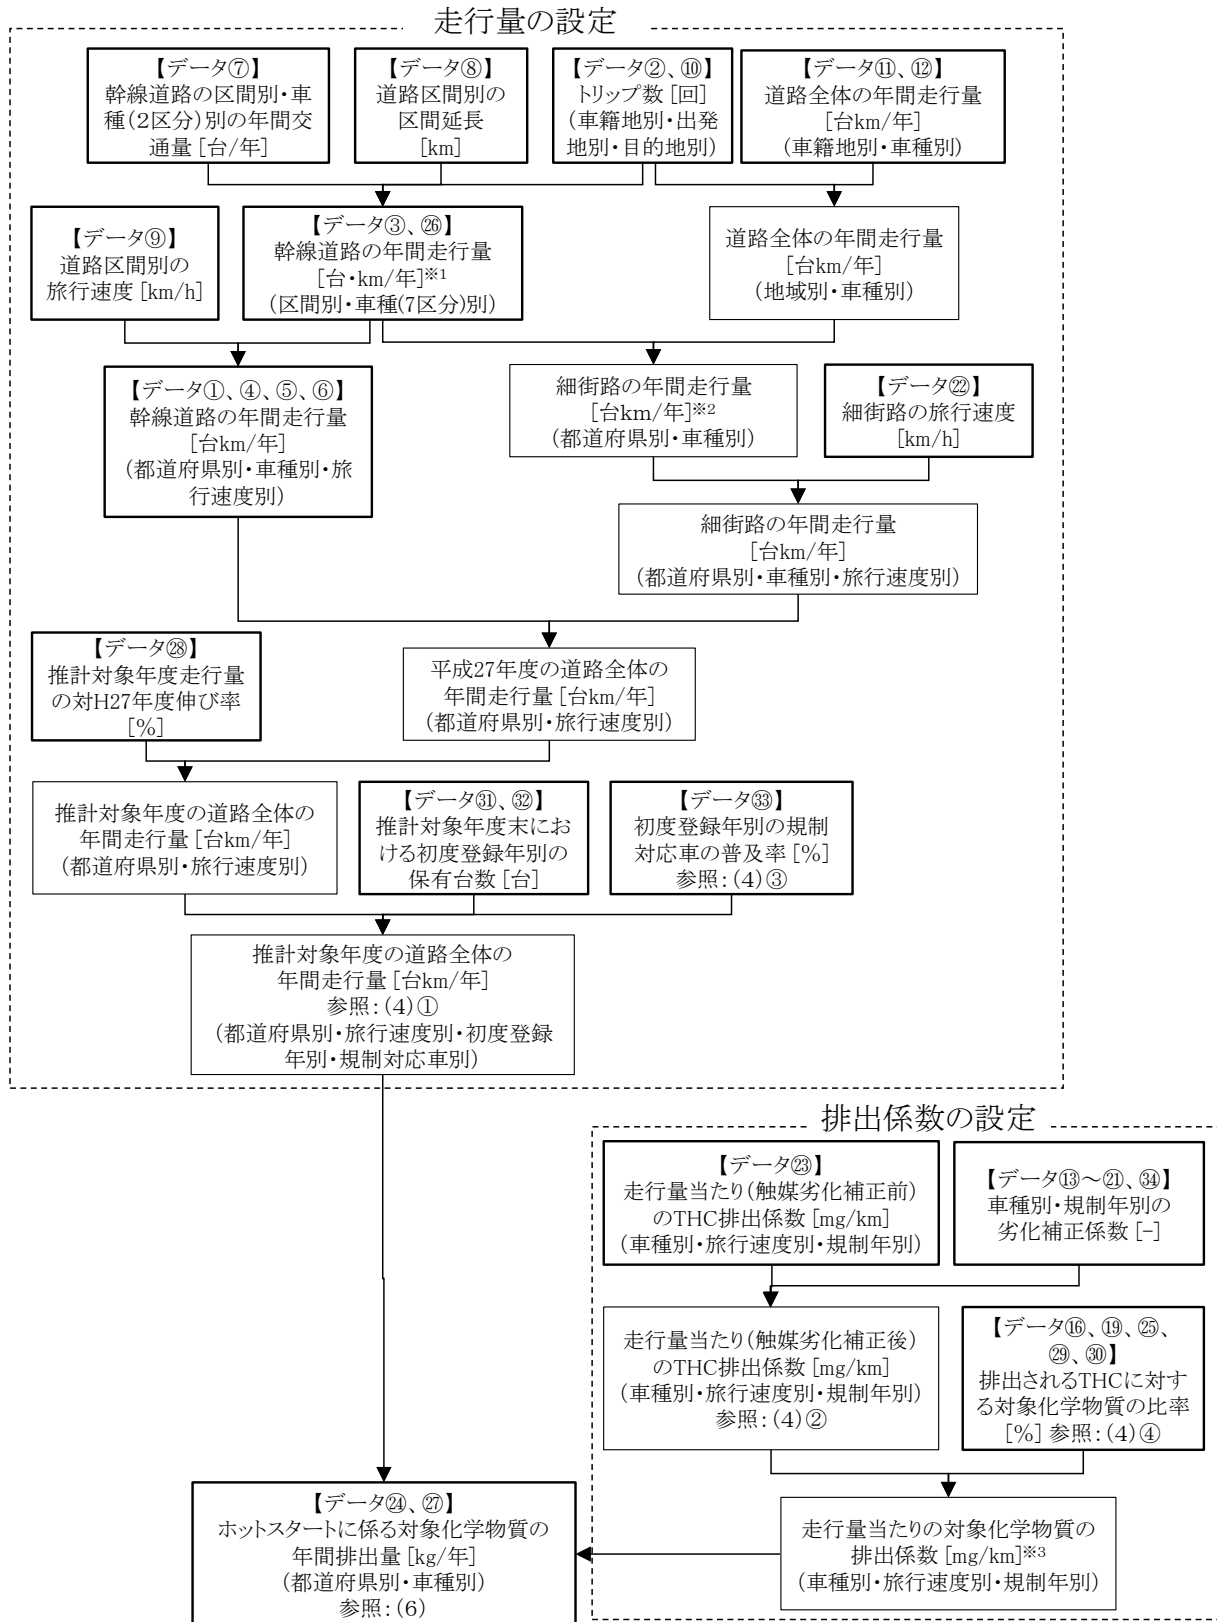 走行量の設定
【データ⑦】
幹線道路の区間別・車
種(2区分)別の年間交
通量[台/年]
【データ⑧】
道路区間別の
区間延長
[km]
【データ②、⑩】
トリップ数[回]
(車籍地別・出発
地別・目的地別)
【データ⑪、⑫】
道路全体の年間走行量
[台km/年]
(車籍地別・車種別)
【データ⑨】
道路区間別の
旅行速度[km/h]
【データ③、㉖】
幹線道路の年間走行量
[台・km/年]※1
(区間別・車種(7区分)別)
道路全体の年間走行量
[台km/年]
(地域別・車種別)
【データ①、④、⑤、⑥】
幹線道路の年間走行量
[台km/年]
(都道府県別・車種別・旅
行速度別)
細街路の年間走行量
[台km/年]※2
(都道府県別・車種別)
【データ㉒】
細街路の旅行速度
[km/h]
細街路の年間走行量
[台km/年]
(都道府県別・車種別・旅行速度別)
【データ㉘】
推計対象年度走行量
の対H27年度伸び率
[%]
平成27年度の道路全体の
年間走行量[台km/年]
(都道府県別・旅行速度別)
推計対象年度の道路全体の
年間走行量[台km/年]
(都道府県別・旅行速度別)
【データ㉛、㉜】
推計対象年度末にお
ける初度登録年別の
保有台数[台]
【データ㉝】
初度登録年別の規制
対応車の普及率[%]
参照:(4)③
推計対象年度の道路全体の
年間走行量[台km/年]
参照:(4)①
(都道府県別・旅行速度別・初度登録
年別・規制対応車別)
排出係数の設定
【データ㉓】
走行量当たり(触媒劣化補正前)
のTHC排出係数[mg/km]
(車種別・旅行速度別・規制年別)
【データ⑬～㉑、㉞】
車種別・規制年別の
劣化補正係数[-]
走行量当たり(触媒劣化補正後)
のTHC排出係数[mg/km]
(車種別・旅行速度別・規制年別)
参照:(4)②
【データ⑯、⑲、㉕、
㉙、㉚】
排出されるTHCに対す
る対象化学物質の比率
[%] 参照:(4)④
【データ㉔、㉗】
ホットスタートに係る対象化学物質の
年間排出量[kg/年]
(都道府県別・車種別)
参照:(6)
走行量当たりの対象化学物質の
排出係数[mg/km]※3
(車種別・旅行速度別・規制年別)